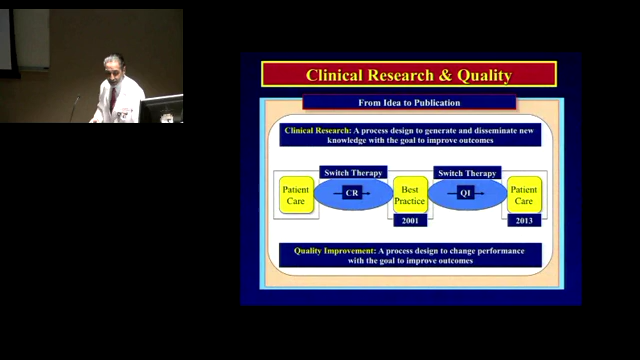 Clinical Research & Quality
From Idea to Publication
Clinical Research: A process design to generate and disseminate new
knowledge with the goal to improve outcomes
Switch Therapy
Switch Therapy
Patient
Care
CR
Best
Practice
QI
Patient
Care
2001
2013
Quality Improvement: A process design to change performance
with the goal to improve outcomes